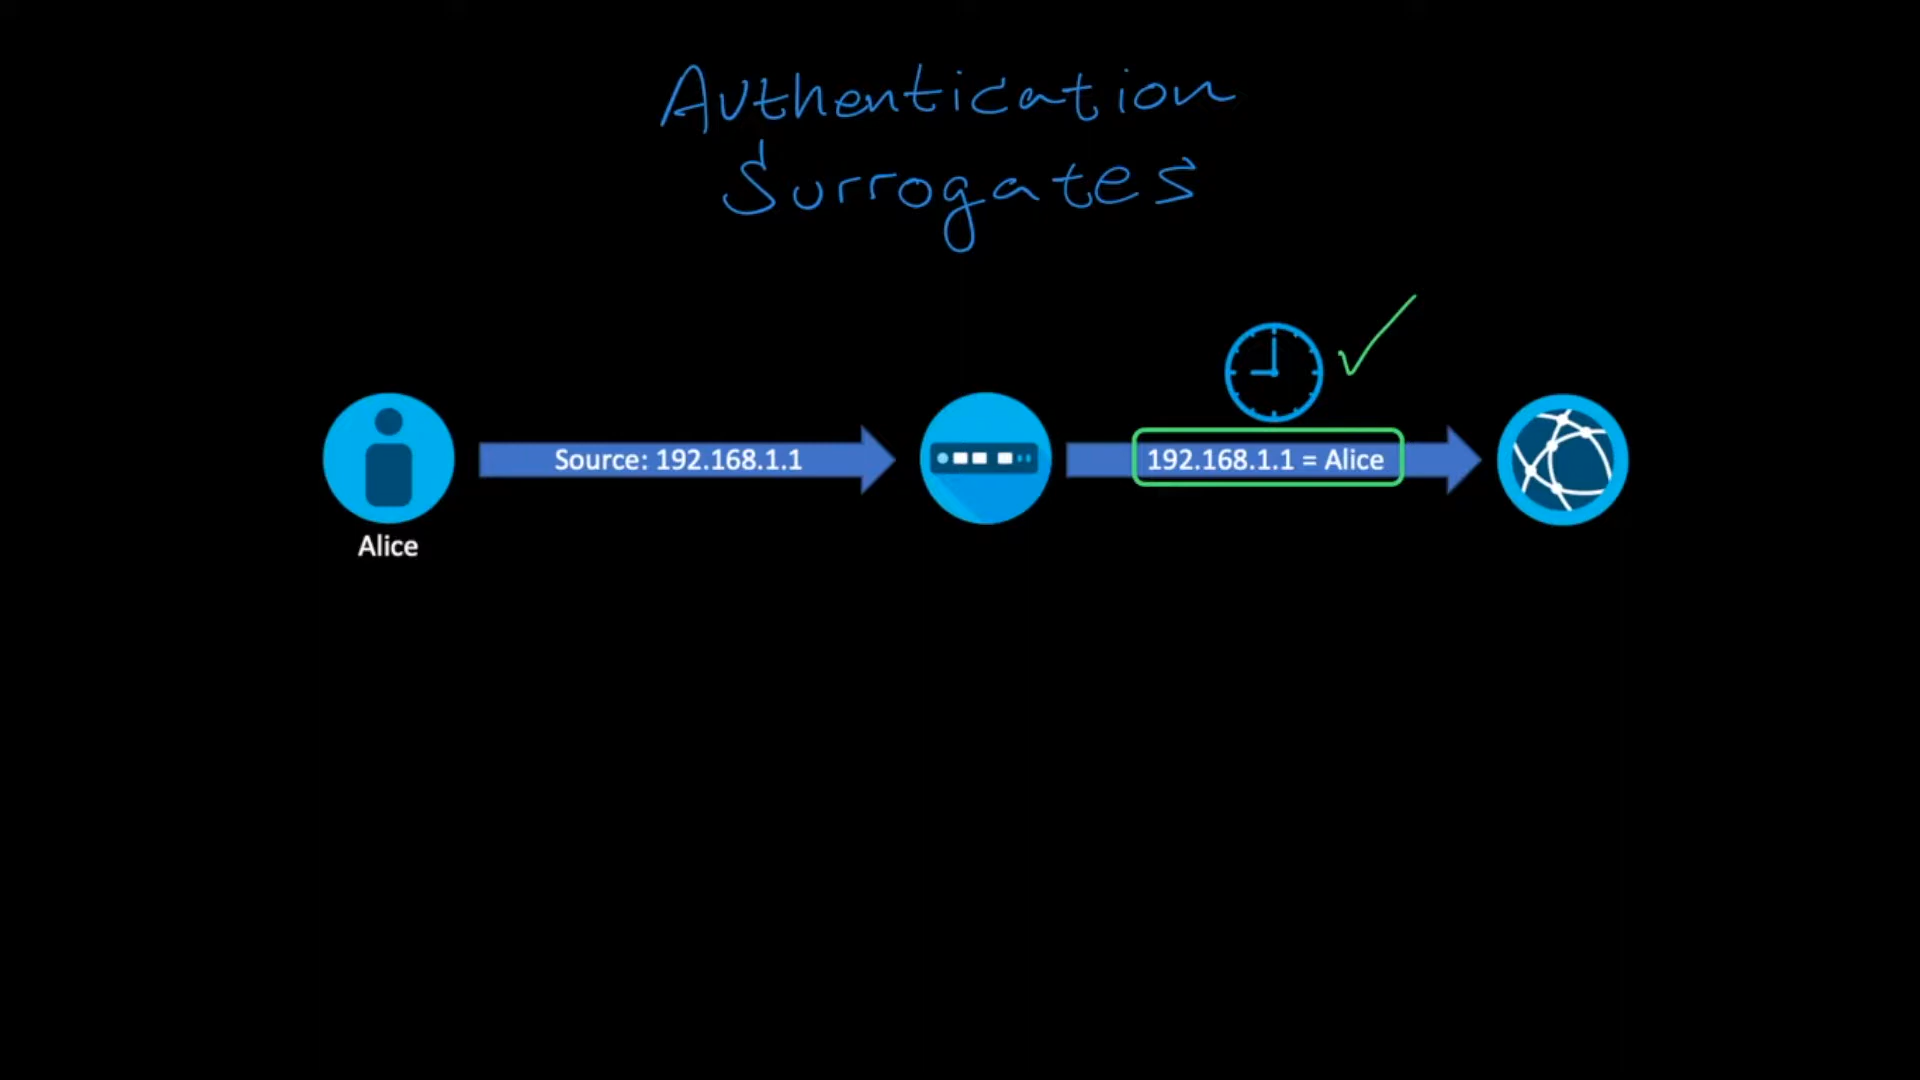 Authentication
Surrogates
Source: 192.168.1.1
192.168.1.1 = Alice
Alice